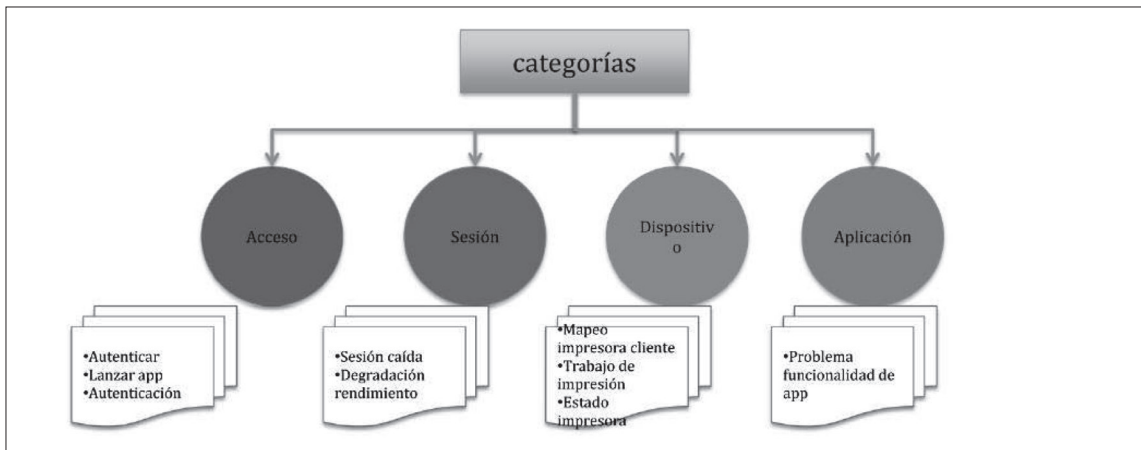 categorías
Acceso
Sesión
Dispositiv
o
Aplicación
•Autenticar
•Lanzar app
•Autenticación
•Sesión caída
•Degradación
rendimiento
•Mapeo
impresora cliente
•Trabajo de
impresión
•Estado
impresora
•Problema
funcionalidad de
app